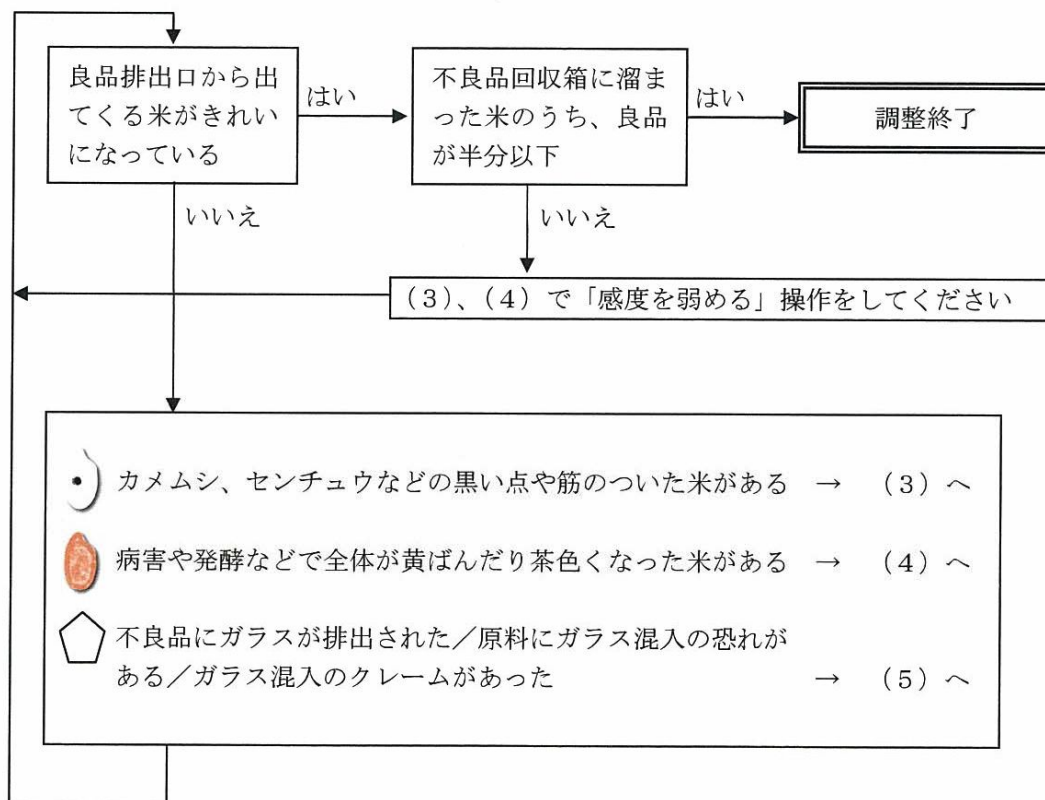 良品排出口から出
てくる米がきれい
になっている
はい
不良品回収箱に溜ま
った米のうち、良品
が半分以下
はい
調整終了
いいえ
いいえ
(3)、(4)で「感度を弱める」操作をしてください
カメムシ、センチュウなどの黒い点や筋のついた米がある → (3)へ
病害や発酵などで全体が黄ばんだり茶色くなった米がある → (4)へ
不良品にガラスが排出された/原料にガラス混入の恐れが
ある/ガラス混入のクレームがあった → (5)へ